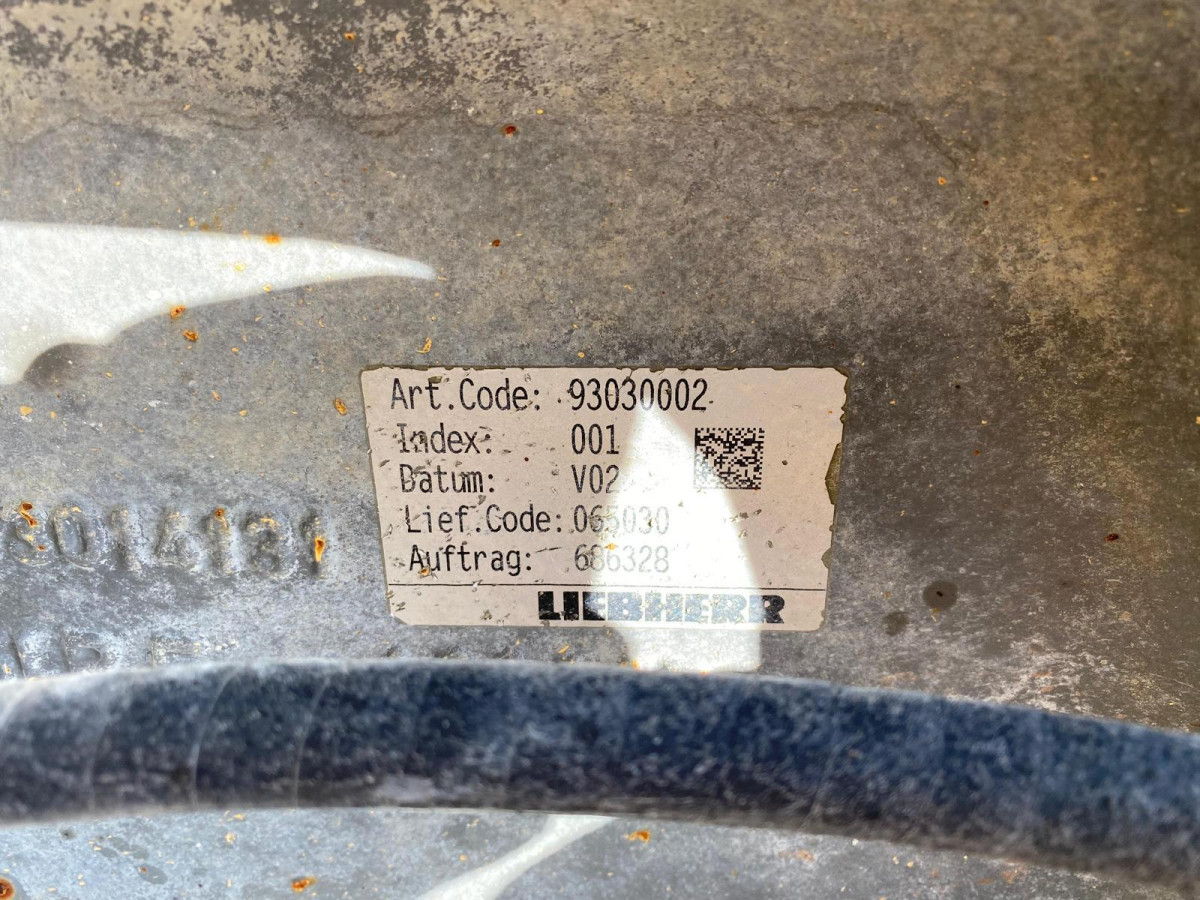 Art.Code: 93030002
Index: 001
Datum: V02
Lief.Code: 065030
Auftrag: 686328
LIEBHERR